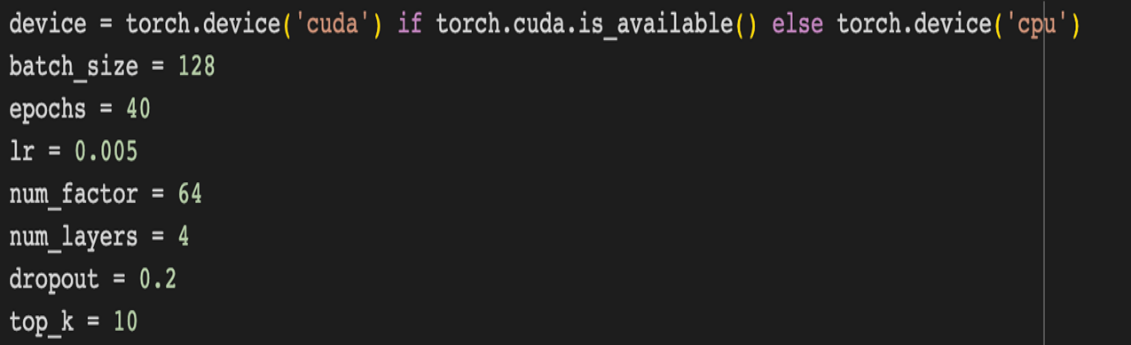 device = torch.device('cuda') if torch.cuda.is_available() else torch.device('cpu')
batch_size = 128
epochs = 40
lr = 0.005
num_factor = 64
num_layers = 4
dropout = 0.2
top_k = 10